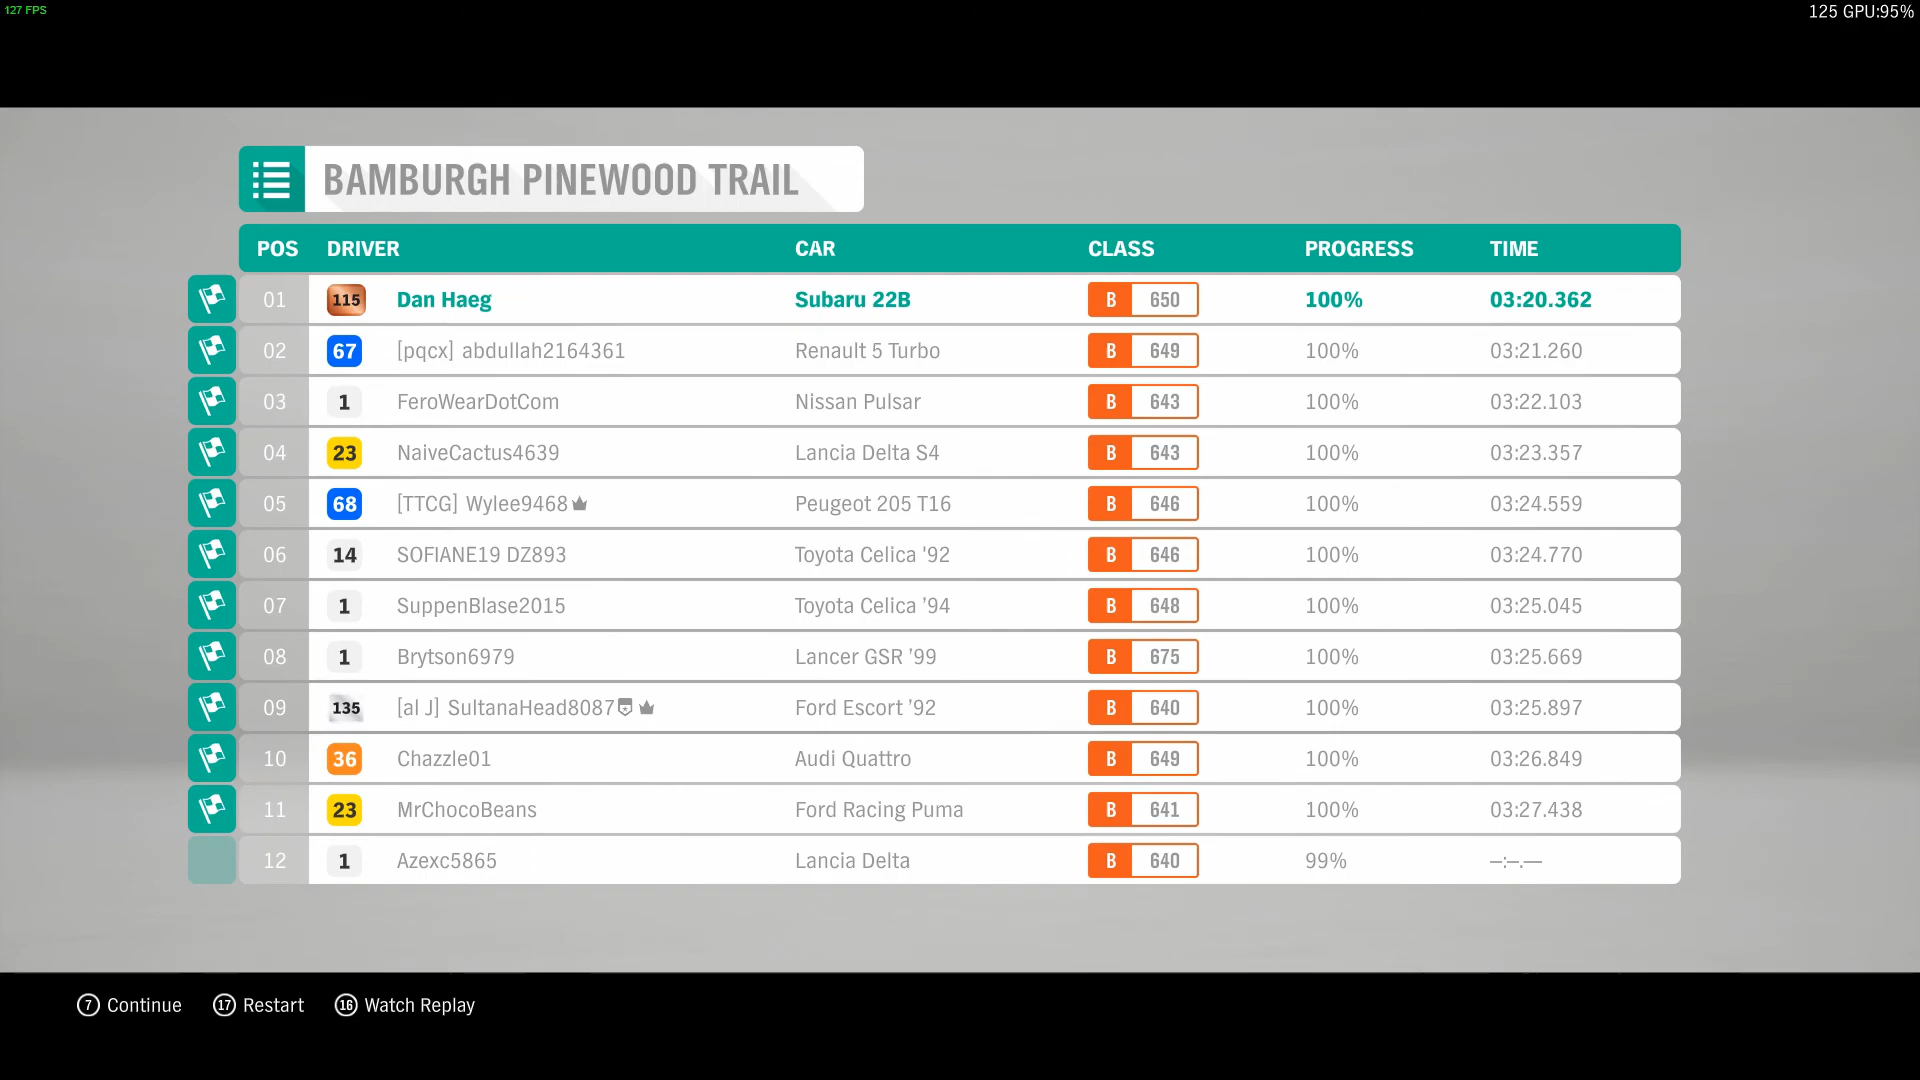 127 FPS
125 GPU:95%
BAMBURGH PINEWOOD TRAIL
POS DRIVER CAR CLASS PROGRESS TIME
01 115 Dan Haeg Subaru 22B B 650 100% 03:20.362
02 67 [pqcx] abdullah2164361 Renault 5 Turbo B 649 100% 03:21.260
03 1 FeroWearDotCom Nissan Pulsar B 643 100% 03:22.103
04 23 NaiveCactus4639 Lancia Delta S4 B 643 100% 03:23.357
05 68 [TTCG] Wylee9468 Peugeot 205 T16 B 646 100% 03:24.559
06 14 SOFIANE19 DZ893 Toyota Celica '92 B 646 100% 03:24.770
07 1 SuppenBlase2015 Toyota Celica '94 B 648 100% 03:25.045
08 1 Brytson6979 Lancer GSR '99 B 675 100% 03:25.669
09 135 [al J] SultanaHead8087 Ford Escort '92 B 640 100% 03:25.897
10 36 Chazzle01 Audi Quattro B 649 100% 03:26.849
11 23 MrChocoBeans Ford Racing Puma B 641 100% 03:27.438
12 1 Azexc5865 Lancia Delta B 640 99% –:–.—
7 Continue 17 Restart 16 Watch Replay